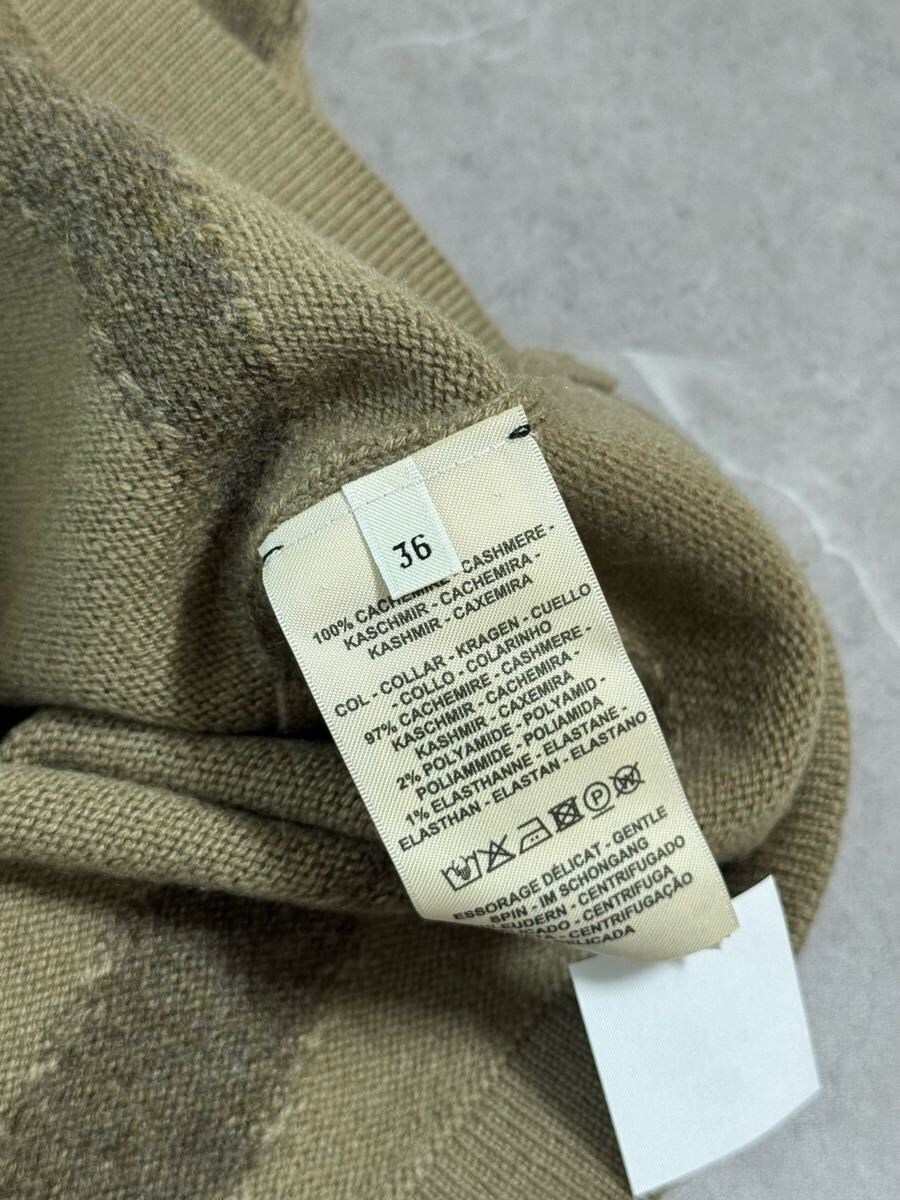 36
100% CACHEMIRE - CASHMERE -
KASCHMIR - CACHEMIRA -
KASHMIR - CAXEMIRA
COL - COLLAR - KRAGEN - CUELLO
- COLLO - COLARINHO
97% CACHEMIRE - CASHMERE -
KASCHMIR - CACHEMIRA -
KASHMIR - CAXEMIRA
2% POLYAMIDE - POLYAMID -
POLIAMMIDE - POLIAMIDA
1% ELASTHANNE - ELASTANE -
ELASTHAN - ELASTAN - ELASTANO
P W
ESSORAGE DÉLICAT - GENTLE
SPIN - IM SCHONGANG
CENTRIFUGADO
CENTRIFUGA
CENTRIFUGAÇÃO